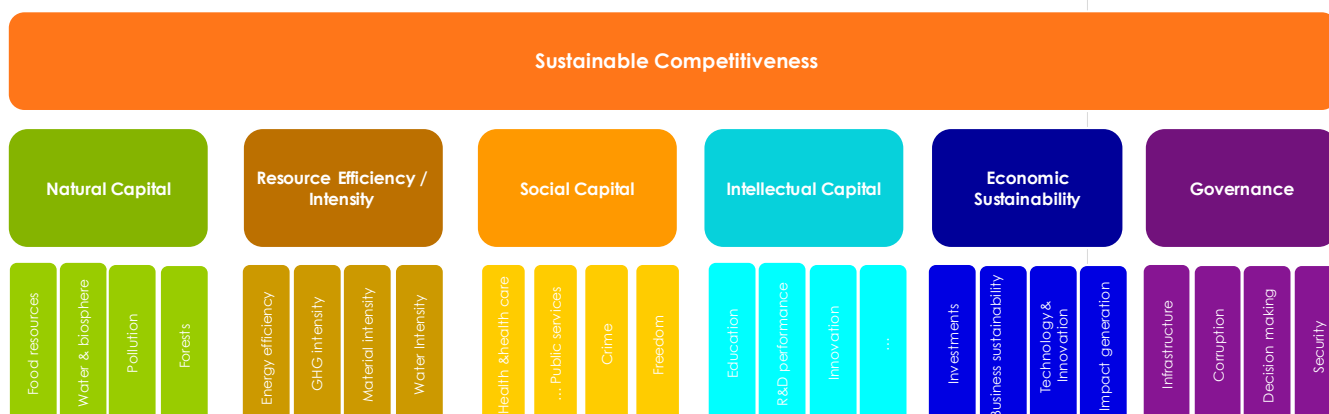 Sustainable Competitiveness
Natural Capital
Resource Efficiency /
Intensity
Social Capital
Intellectual Capital
Economic
Sustainability
Governance
Food resources
Water & biosphere
Pollution
Forests
Energy efficiency
GHG intensity
Material intensity
Water Intensity
Health &health care
…Public services
Crime
Freedom
Education
R&D performance
Innovation
…
Investments
Business sustainability
Technology &
Innovation
Impact generation
Infrastructure
Corruption
Decision making
Security